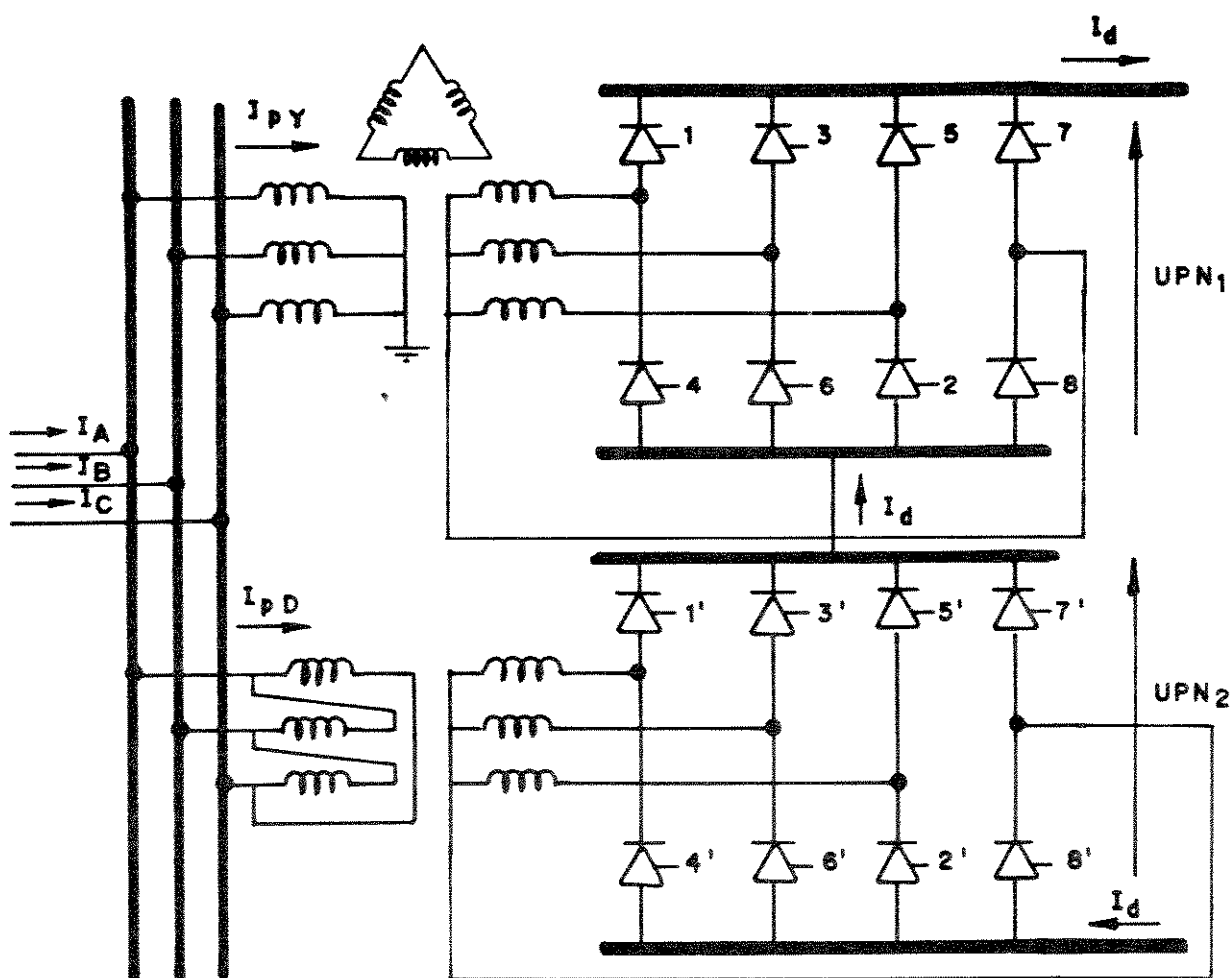 I_d
I_pY
1 3 5 7
UPN_1
4 6 2 8
I_A
I_B
I_C
I_d
I_pD
1' 3' 5' 7'
UPN_2
4' 6' 2' 8'
I_d